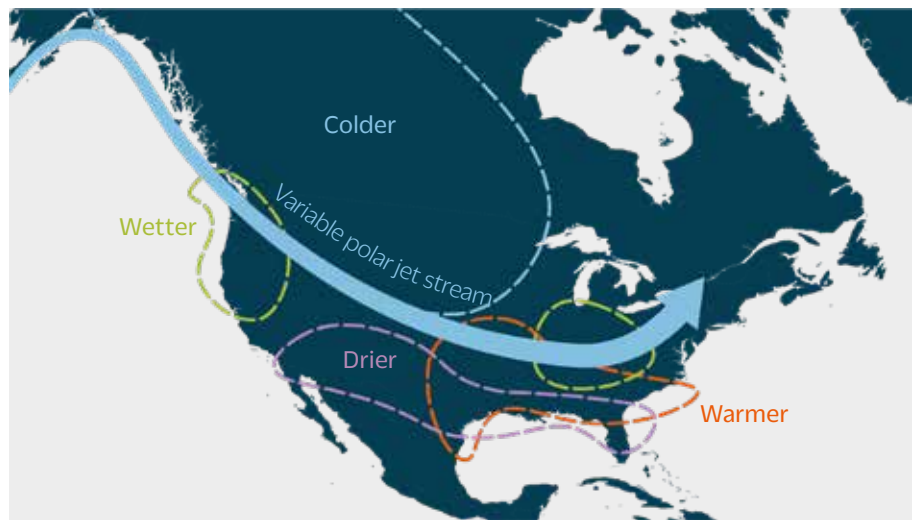 Colder
Wetter
Variable polar jet stream
Drier
Warmer